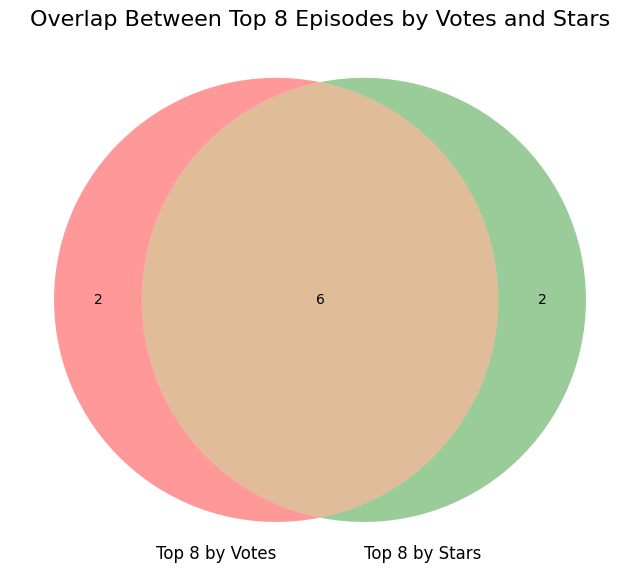 Overlap Between Top 8 Episodes by Votes and Stars
2
6
2
Top 8 by Votes
Top 8 by Stars